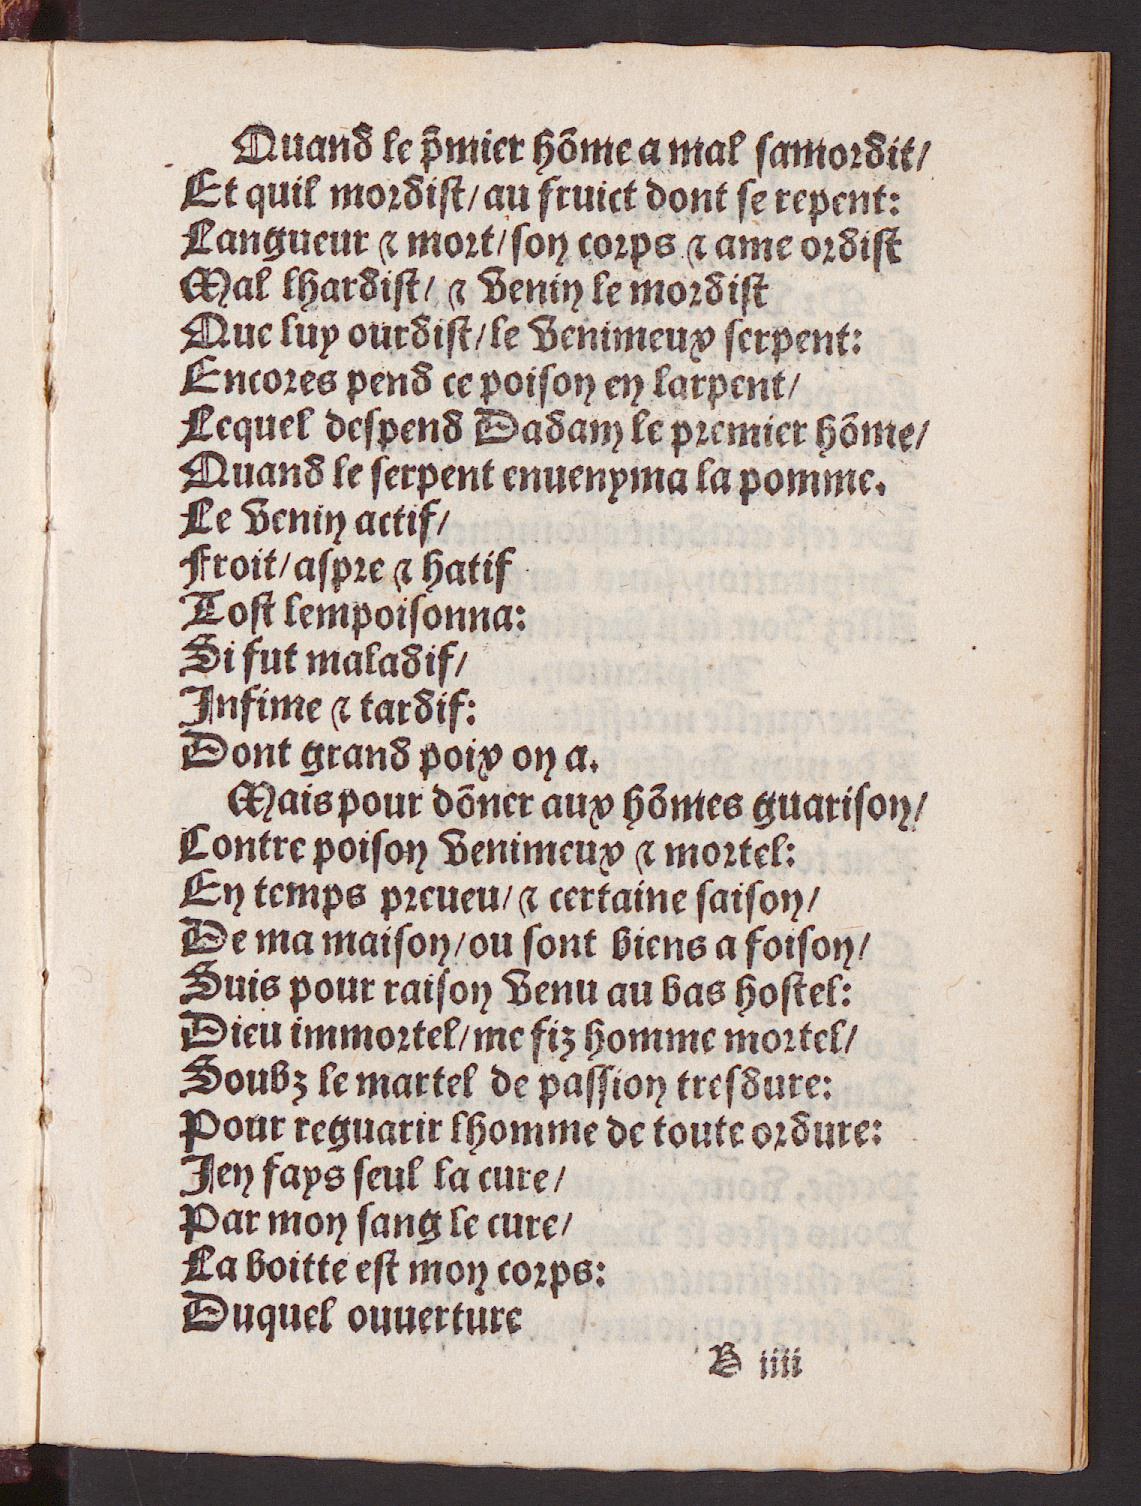 Quand le p̃mier hõme a mal samordit/
Et quil mordist/ au fruict dont se repent:
Langueur ⁊ mort/ son corps ⁊ ame ordist
Mal lhardist/ ⁊ venin le mordist
Que luy ourdist/ le venimeux serpent:
Encores pend ce poison en larpent/
Lequel despend Dadam le premier hõme/
Quand le serpent enuenyma la pomme.
Le venin actif/
Froit/ aspre ⁊ hatif
Tost lempoisonna:
Si fut maladif/
Infime ⁊ tardif:
Dont grand poix on a.
Mais pour dõner aux hõmes guarison/
Contre poison venimeux ⁊ mortel:
En temps preueu/ ⁊ certaine saison/
De ma maison/ ou sont biens a foison/
Suis pour raison venu au bas hostel:
Dieu immortel/ me fiz homme mortel/
Soubz le martel de passion tresdure:
Pour reguarir lhomme de toute ordure:
Jen fays seul la cure/
Par mon sang le cure/
La boitte est mon corps:
Duquel ouuerture
B iiii